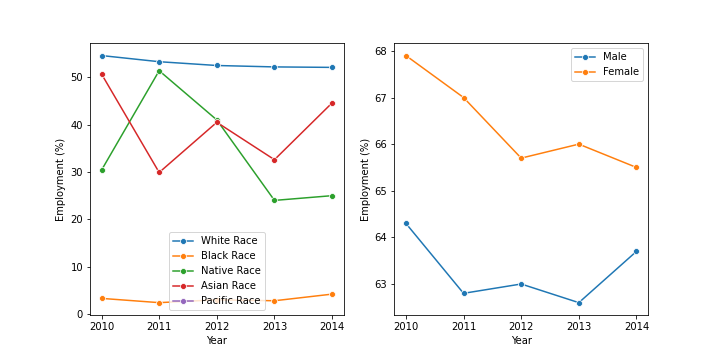 50
40
30
20
10
0
Employment (%)
2010 2011 2012 2013 2014
Year
White Race
Black Race
Native Race
Asian Race
Pacific Race
68
67
66
65
64
63
Employment (%)
2010 2011 2012 2013 2014
Year
Male
Female